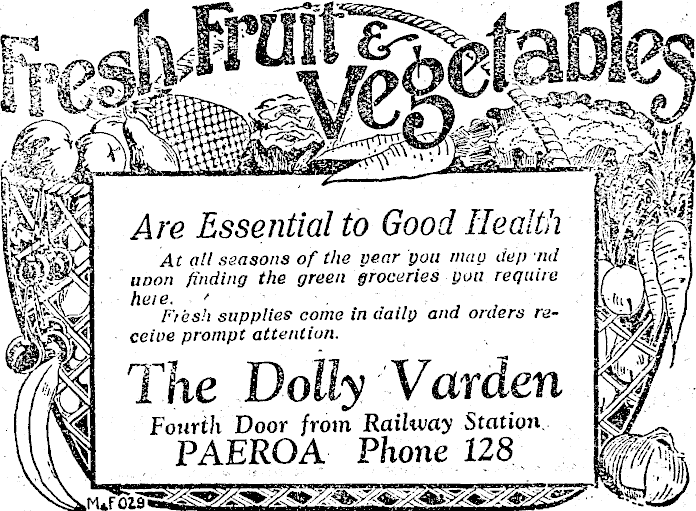 Fresh Fruit & Vegetables
Are Essential to Good Health
At all seasons of the year you may depend
upon finding the green groceries you require
here.
Fresh supplies come in daily and orders re-
ceive prompt attention.
The Dolly Varden
Fourth Door from Railway Station
PAEROA Phone 128
M&F029